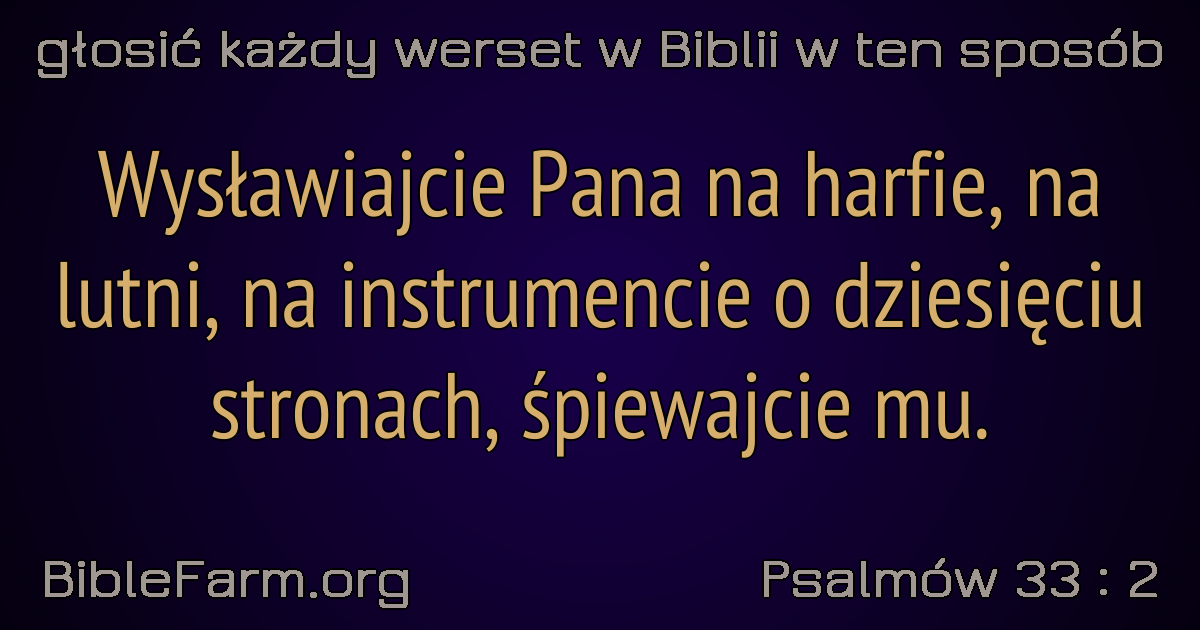 głosić każdy werset w Biblii w ten sposób
Wysławiajcie Pana na harfie, na
lutni, na instrumencie o dziesięciu
stronach, śpiewajcie mu.
BibleFarm.org
Psalmów 33 : 2